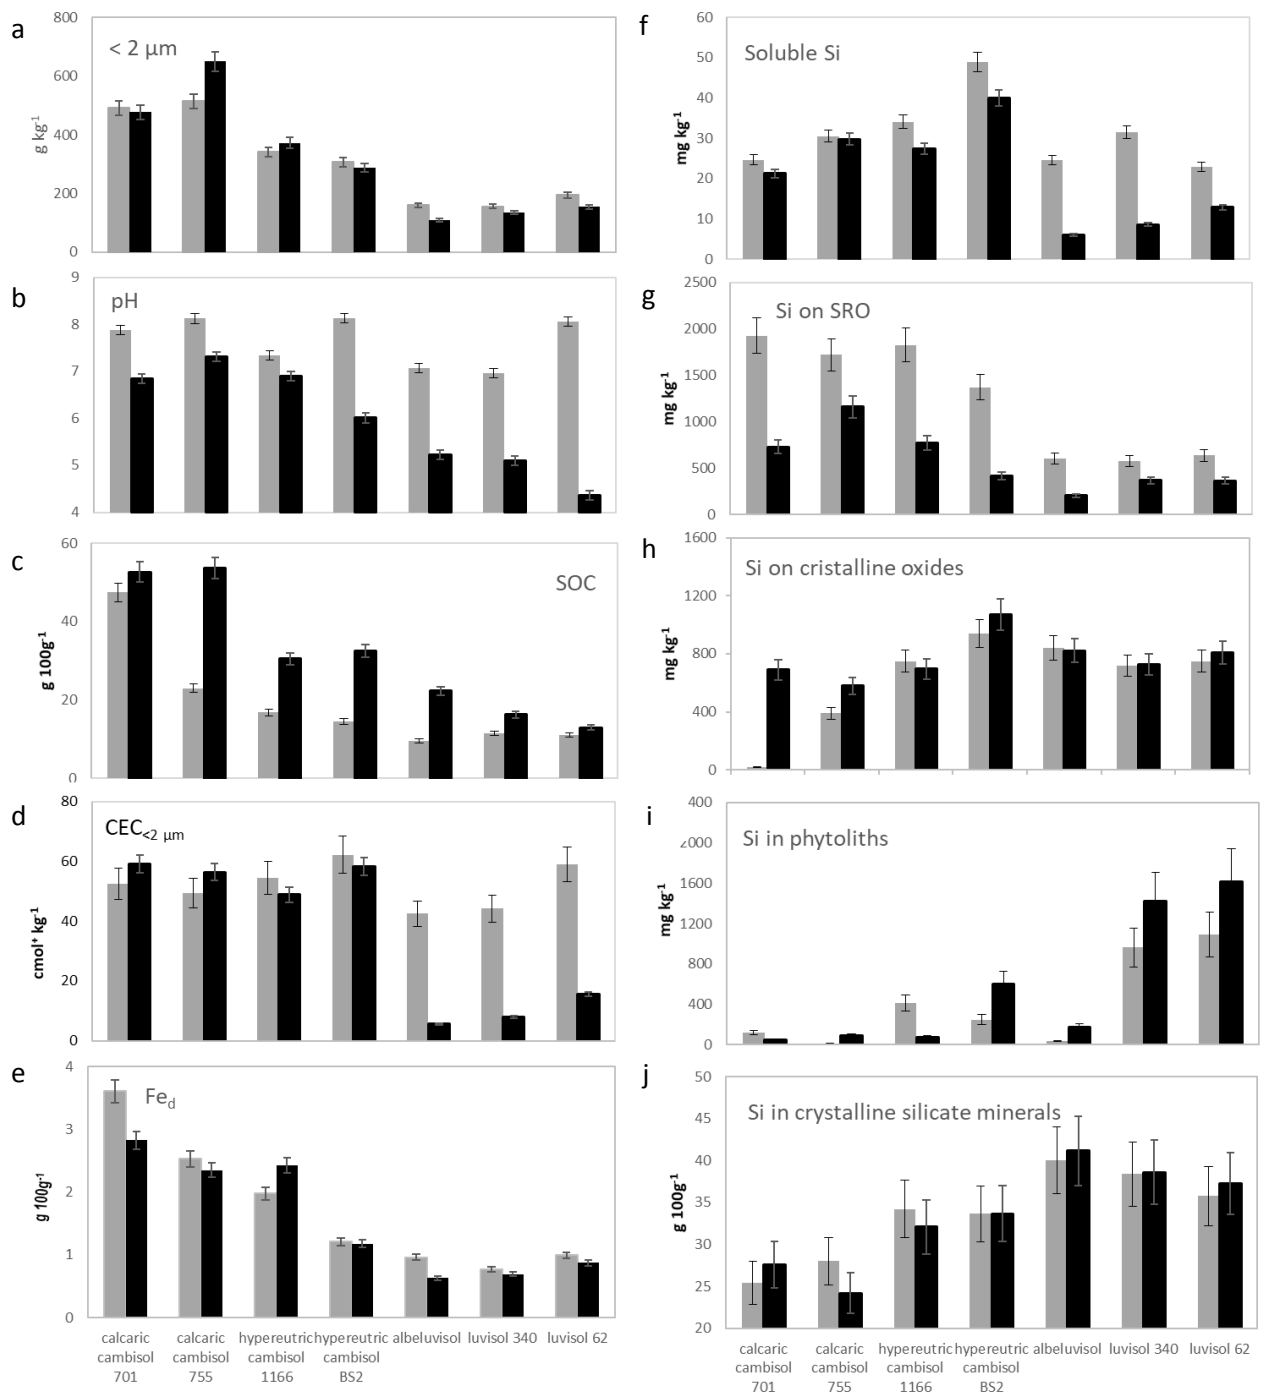 a
< 2 µm
g kg⁻¹
800
600
400
200
0
b
pH
9
8
7
6
5
4
c
SOC
g 100g⁻¹
60
40
20
0
d
CEC<2 µm
cmol⁺ kg⁻¹
80
60
40
20
0
e
Fed
g 100g⁻¹
4
3
2
1
0
calcaric cambisol 701
calcaric cambisol 755
hypereutric cambisol 1166
hypereutric cambisol BS2
albeluvisol
luvisol 340
luvisol 62
f
Soluble Si
mg kg⁻¹
60
50
40
30
20
10
0
g
Si on SRO
mg kg⁻¹
2500
2000
1500
1000
500
0
h
Si on cristalline oxides
mg kg⁻¹
1600
1200
800
400
0
i
Si in phytoliths
mg kg⁻¹
400
2000
1600
1200
800
400
0
j
Si in crystalline silicate minerals
g 100g⁻¹
50
45
40
35
30
25
20
calcaric cambisol 701
calcaric cambisol 755
hypereutric cambisol 1166
hypereutric cambisol BS2
albeluvisol
luvisol 340
luvisol 62